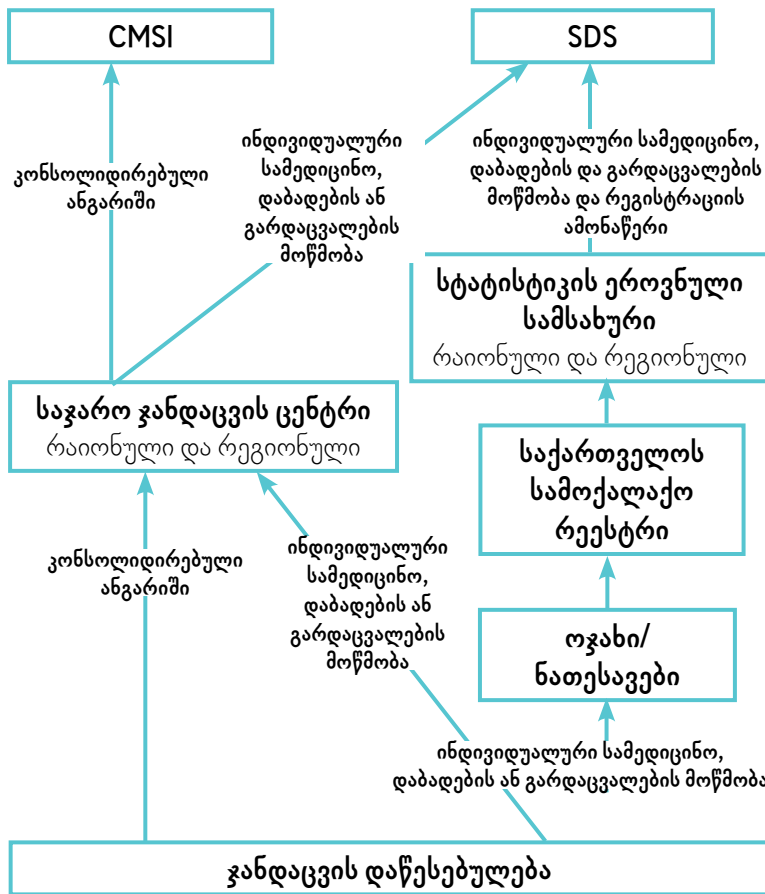 CMSI
SDS
კონსოლიდირებული
ანგარიში
ინდივიდუალური
სამედიცინო,
დაბადების ან
გარდაცვალების
მოწმობა
ინდივიდუალური სამედიცინო,
დაბადების და გარდაცვალების
მოწმობა და რეგისტრაციის
ამონაწერი
სტატისტიკის ეროვნული
სამსახური
რაიონული და რეგიონული
საჯარო ჯანდაცვის ცენტრი
რაიონული და რეგიონული
საქართველოს
სამოქალაქო
რეესტრი
კონსოლიდირებული
ანგარიში
ინდივიდუალური
სამედიცინო,
დაბადების ან
გარდაცვალების
მოწმობა
ოჯახი/
ნათესავები
ინდივიდუალური სამედიცინო,
დაბადების ან გარდაცვალების მოწმობა
ჯანდაცვის დაწესებულება